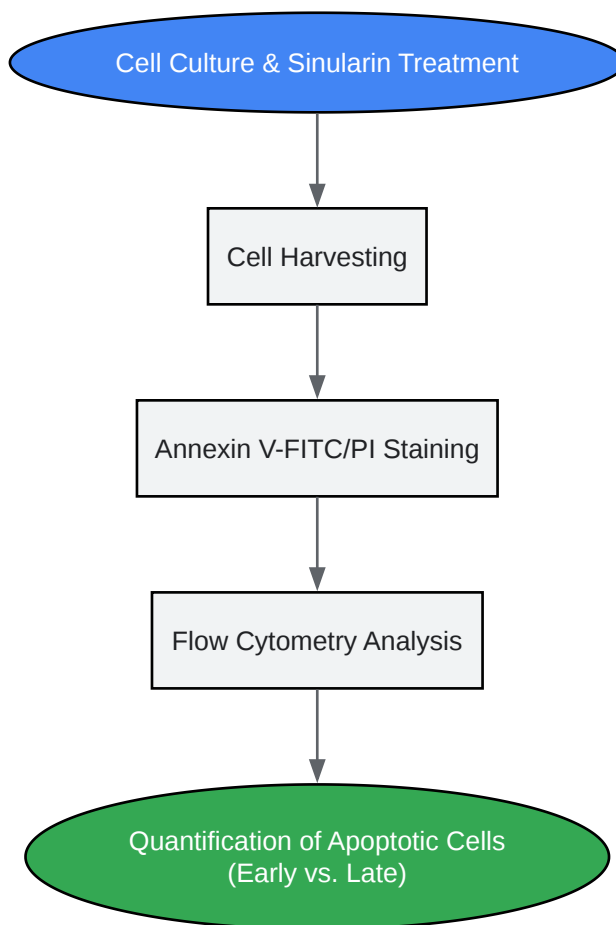 Cell Culture & Sinularin Treatment
Cell Harvesting
Annexin V-FITC/PI Staining
Flow Cytometry Analysis
Quantification of Apoptotic Cells
(Early vs. Late)